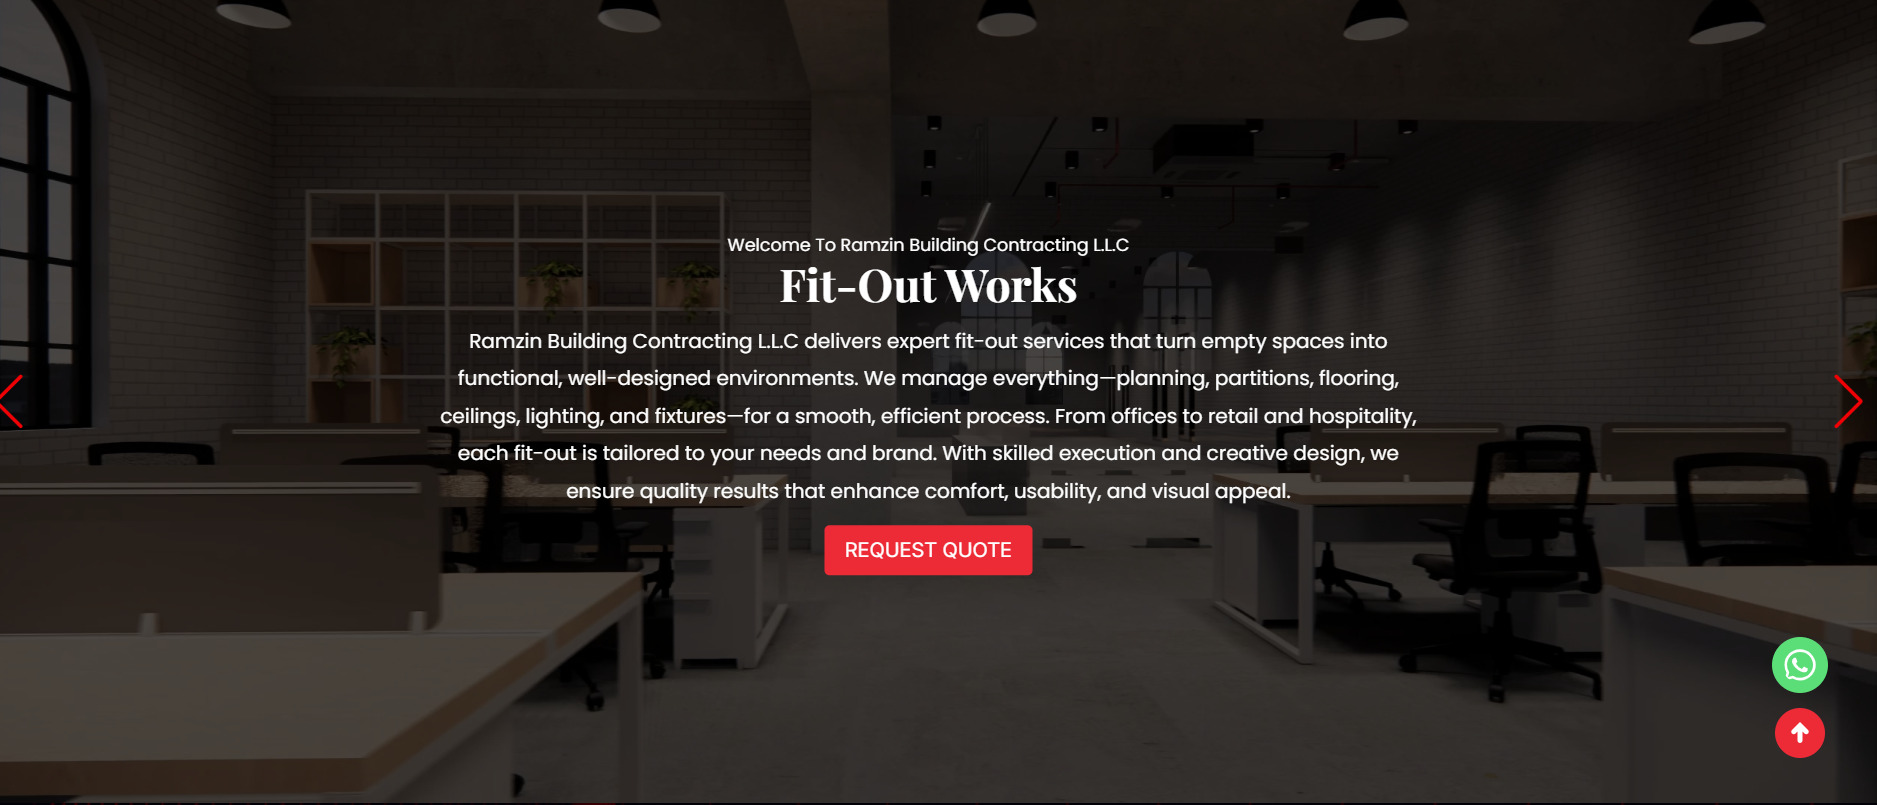 Welcome To Ramzin Building Contracting L.L.C
Fit-Out Works
Ramzin Building Contracting L.L.C delivers expert fit-out services that turn empty spaces into
functional, well-designed environments. We manage everything—planning, partitions, flooring,
ceilings, lighting, and fixtures—for a smooth, efficient process. From offices to retail and hospitality,
each fit-out is tailored to your needs and brand. With skilled execution and creative design, we
ensure quality results that enhance comfort, usability, and visual appeal.
REQUEST QUOTE